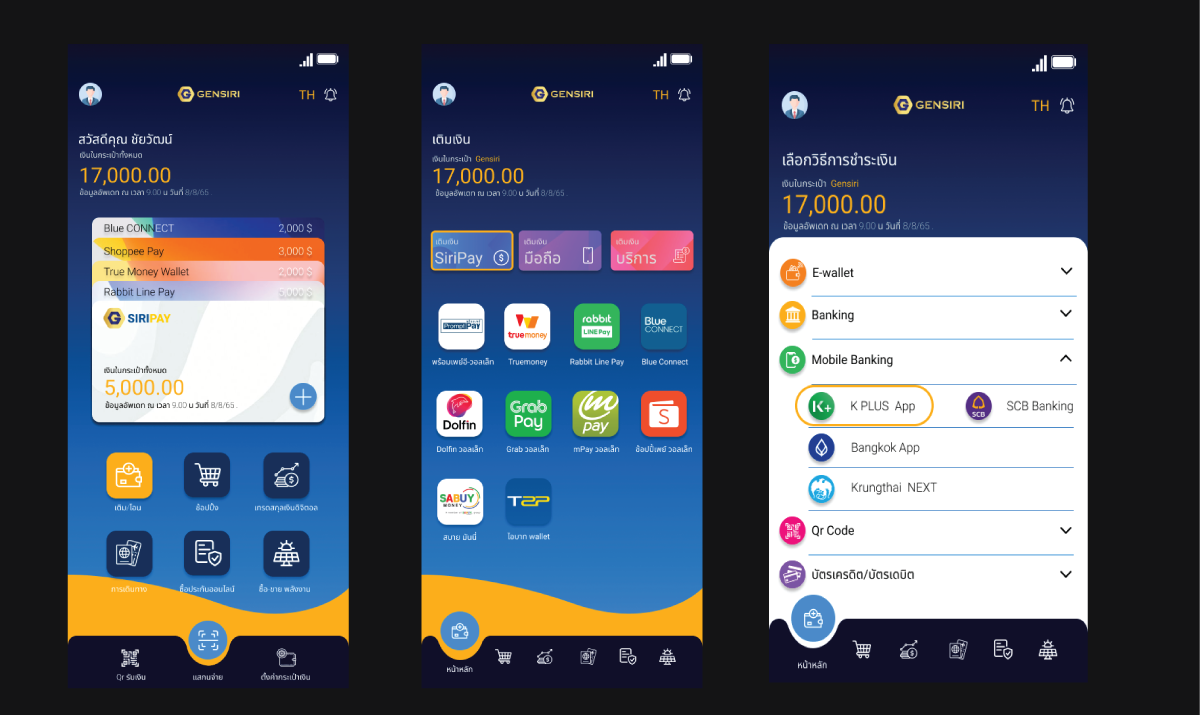 GENSIRI
TH
สวัสดีคุณ ชัยวัฒน์
เงินในกระเป๋าทั้งหมด
17,000.00
ข้อมูลอัพเดท ณ เวลา 9.00 น วันที่ 8/8/65 .
Blue CONNECT 2,000 $
Shoppee Pay 3,000 $
True Money Wallet 2,000 $
Rabbit Line Pay 5,000 $
SIRIPAY
เงินในกระเป๋าทั้งหมด
5,000.00
ข้อมูลอัพเดท ณ เวลา 9.00 น วันที่ 8/8/65 .
เติม/โอน ช้อปปิ้ง เทรดสกุลเงินดิจิตอล
การเดินทาง ซื้อประกันออนไลน์ ซื้อ-ขาย พลังงาน
Qr รับเงิน แสกนจ่าย ตั้งค่ากระเป๋าเงิน
GENSIRI
TH
เติมเงิน
เงินในกระเป๋า Gensiri
17,000.00
ข้อมูลอัพเดท ณ เวลา 9.00 น วันที่ 8/8/65 .
เติมเงิน เติมเงิน เติมเงิน
SiriPay มือถือ บริการ
PromptPay truemoney rabbit LINE Pay Blue CONNECT
พร้อมเพย์อี-วอลเล็ก Truemoney Rabbit Line Pay Blue Connect
Dolfin Grab Pay m pay S
Dolfin วอลเล็ก Grab วอลเล็ก mPay วอลเล็ก ช้อปปี้เพย์ วอลเล็ก
SABUY MONEY T2P
สบาย มันนี่ ไอบาท wallet
หน้าหลัก
GENSIRI
TH
เลือกวิธีการชำระเงิน
เงินในกระเป๋า Gensiri
17,000.00
ข้อมูลอัพเดท ณ เวลา 9.00 น วันที่ 8/8/65 .
E-wallet
Banking
Mobile Banking
K+ K PLUS App SCB SCB Banking
Bangkok App
Krungthai NEXT
Qr Code
บัตรเครดิต/บัตรเดบิต
หน้าหลัก